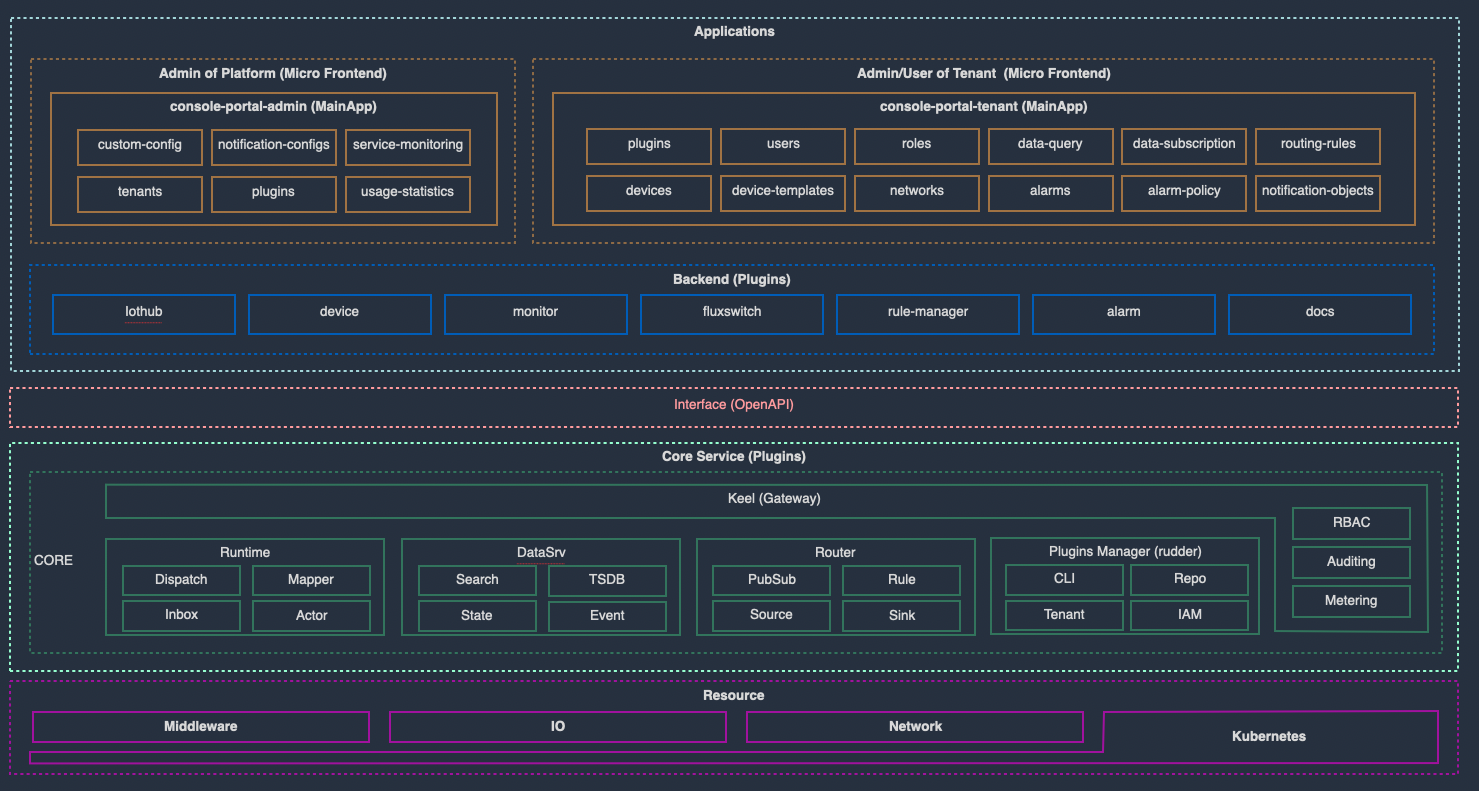 Applications
Admin of Platform (Micro Frontend)
console-portal-admin (MainApp)
custom-config
notification-configs
service-monitoring
tenants
plugins
usage-statistics
Admin/User of Tenant (Micro Frontend)
console-portal-tenant (MainApp)
plugins
users
roles
data-query
data-subscription
routing-rules
devices
device-templates
networks
alarms
alarm-policy
notification-objects
Backend (Plugins)
Iothub
device
monitor
fluxswitch
rule-manager
alarm
docs
Interface (OpenAPI)
Core Service (Plugins)
CORE
Keel (Gateway)
Runtime
Dispatch
Mapper
Inbox
Actor
DataSrv
Search
TSDB
State
Event
Router
PubSub
Rule
Source
Sink
Plugins Manager (rudder)
CLI
Repo
Tenant
IAM
RBAC
Auditing
Metering
Resource
Middleware
IO
Network
Kubernetes